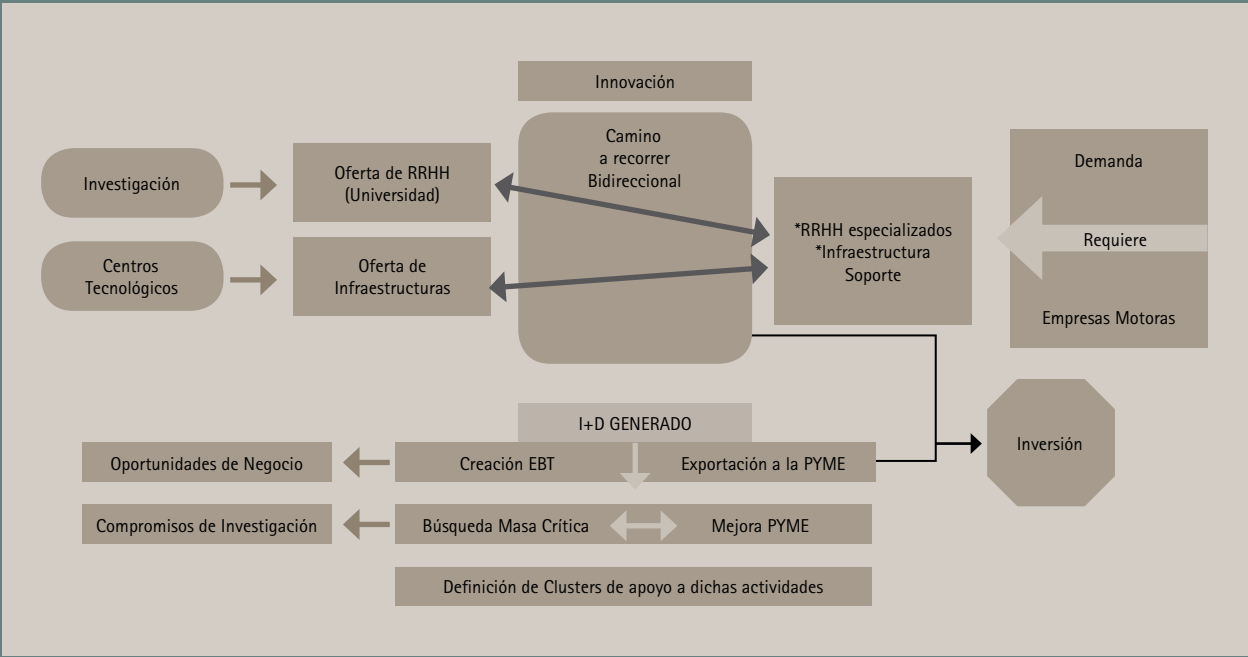 Innovación
Camino
a recorrer
Bidireccional
Investigación
Oferta de RRHH
(Universidad)
Centros
Tecnológicos
Oferta de
Infraestructuras
*RRHH especializados
*Infraestructura
Soporte
Demanda
Requiere
Empresas Motoras
I+D GENERADO
Oportunidades de Negocio
Creación EBT
Exportación a la PYME
Inversión
Compromisos de Investigación
Búsqueda Masa Crítica
Mejora PYME
Definición de Clusters de apoyo a dichas actividades